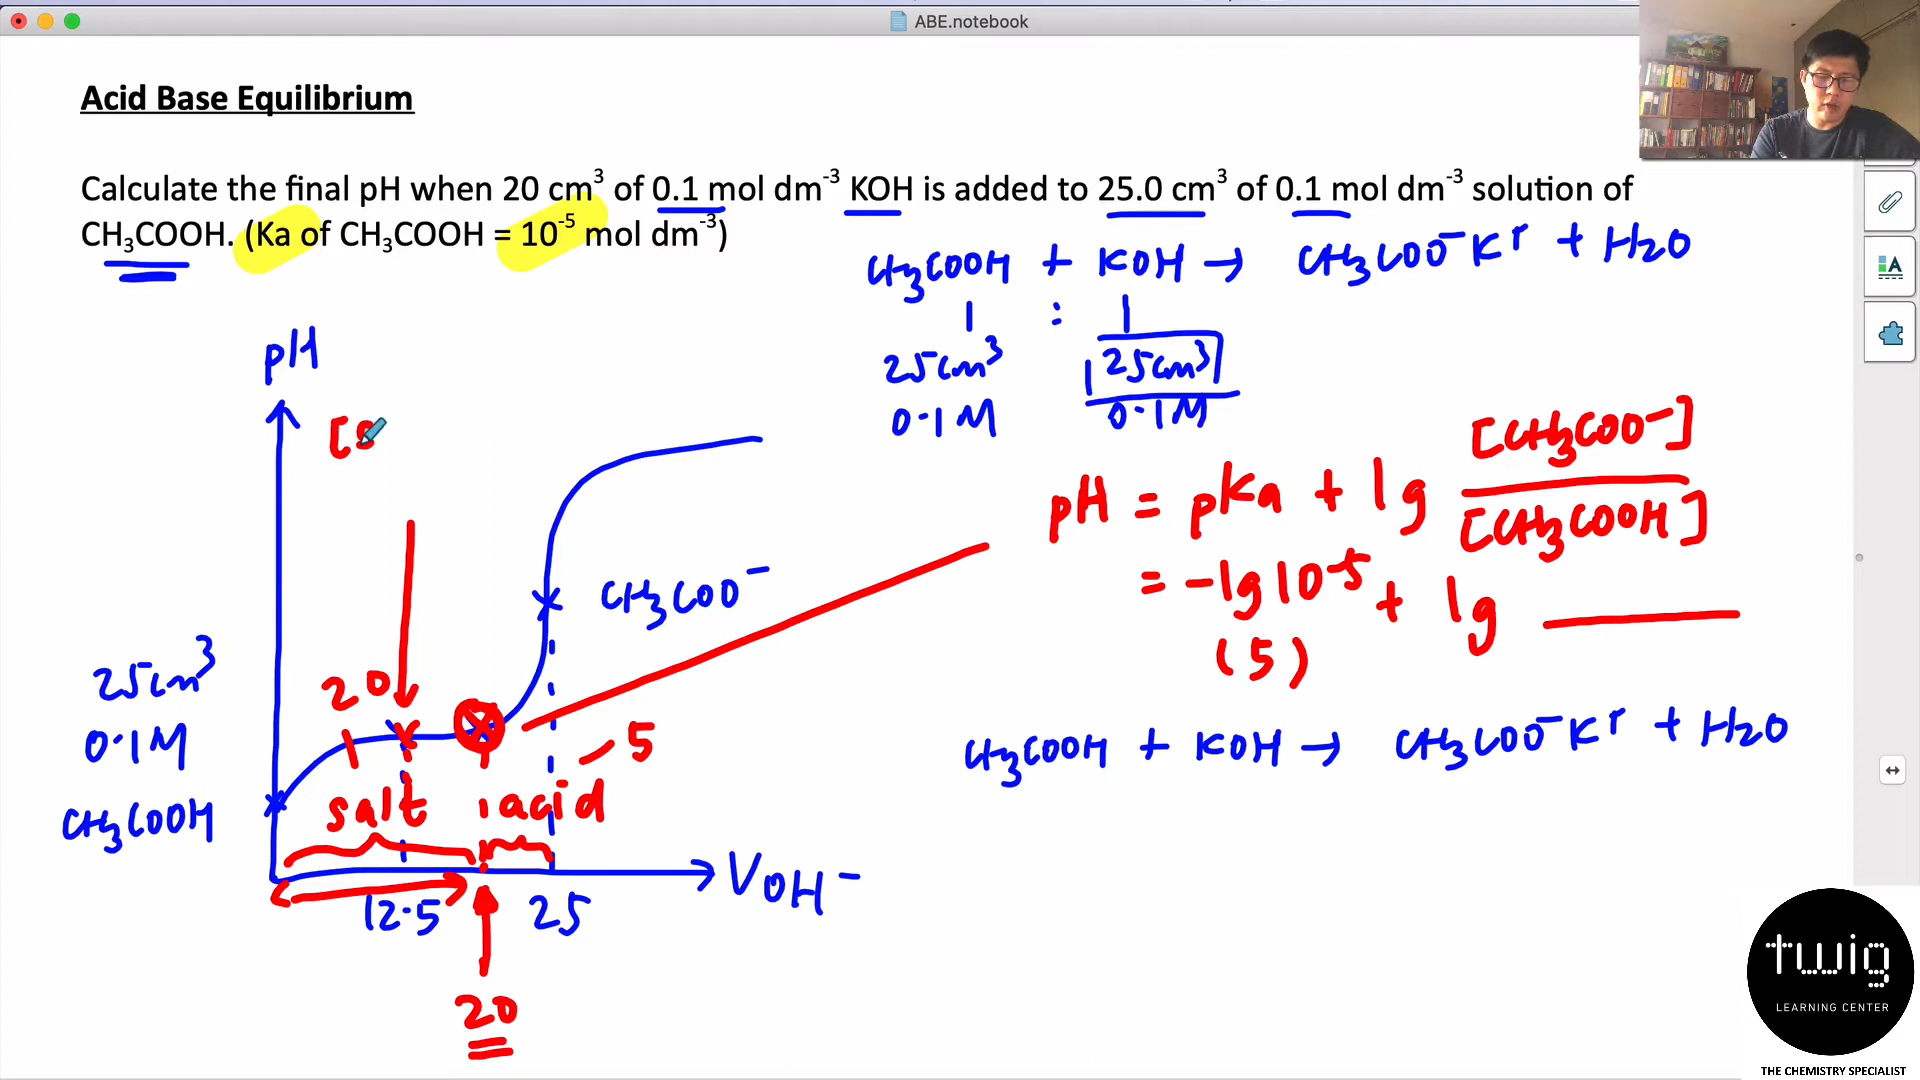 ABE.notebook
Acid Base Equilibrium
Calculate the final pH when 20 cm³ of 0.1 mol dm⁻³ KOH is added to 25.0 cm³ of 0.1 mol dm⁻³ solution of
CH₃COOH. (Ka of CH₃COOH = 10⁻⁵ mol dm⁻³)
CH₃COOH + KOH → CH₃COO⁻K⁺ + H₂O
1 : 1
25cm³ 25cm³
0.1M 0.1M
pH
[s
pH = pKa + lg [CH₃COO⁻] / [CH₃COOH]
= -lg 10⁻⁵ + lg
(5)
CH₃COO⁻
25cm³
0.1M
CH₃COOH
20
5
salt acid
CH₃COOH + KOH → CH₃COO⁻K⁺ + H₂O
12.5 25
VOH⁻
20
twig
LEARNING CENTER
THE CHEMISTRY SPECIALIST
A